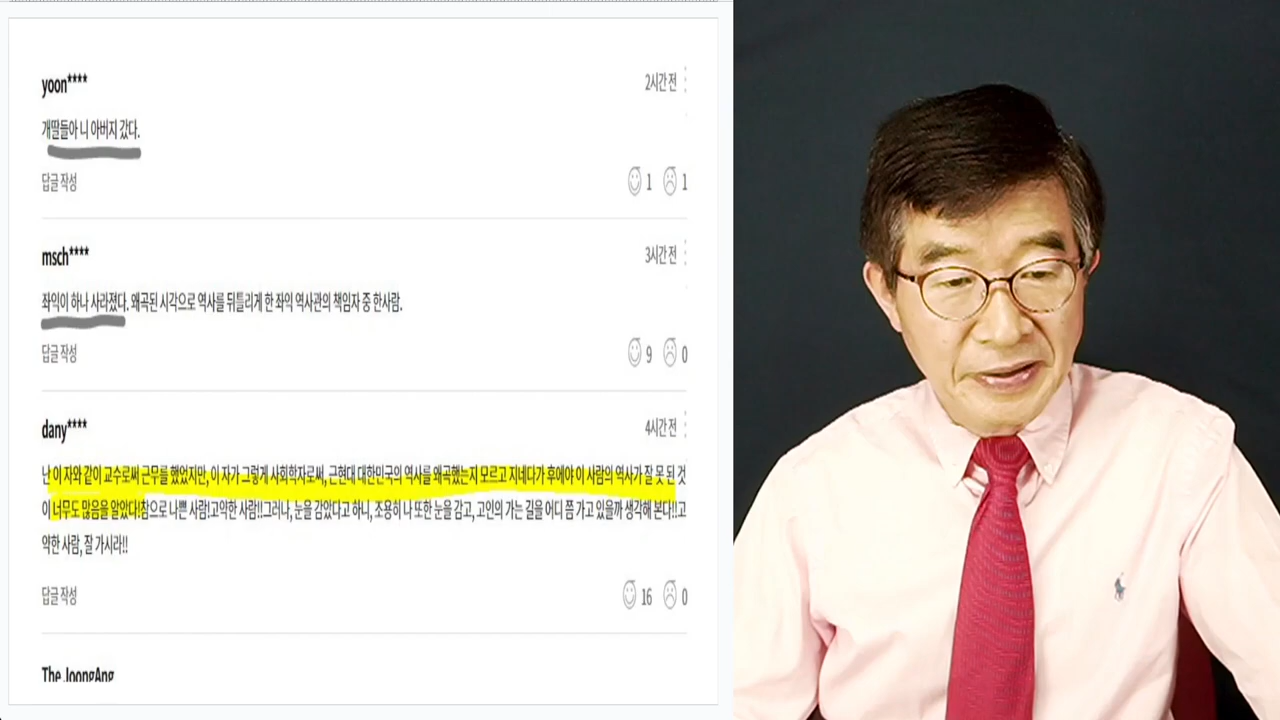 yoon****
2시간 전
개딸들아 니 아버지 갔다.
답글 작성
1
1
msch****
3시간 전
좌익이 하나 사라졌다. 왜곡된 시각으로 역사를 뒤틀리게 한 좌익 역사관의 책임자 중 한사람.
답글 작성
9
0
dany****
4시간 전
난 이 자와 같이 교수로써 근무를 했었지만, 이 자가 그렇게 사회학자로써, 근현대 대한민국의 역사를 왜곡했는지 모르고 지네다가 후에야 이 사람의 역사가 잘 못 된 것
이 너무도 많음을 알았다!참으로 나쁜 사람!고약한 사람!!그러나, 눈을 감았다고 하니, 조용히 나 또한 눈을 감고, 고인의 가는 길을 어디 쯤 가고 있을까 생각해 본다!!고
약한 사람, 잘 가시라!!
답글 작성
16
0
The JoongAng